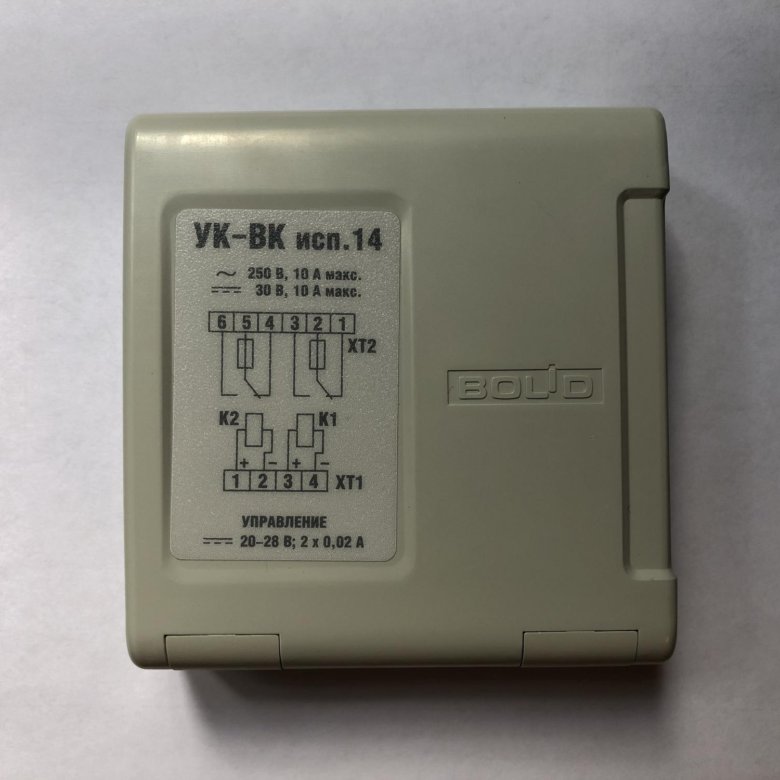 УК-ВК исп.14
~ 250 В, 10 А макс.
⎓ 30 В, 10 А макс.
6 5 4 3 2 1
XT2
K2 K1
+ − + −
1 2 3 4 XT1
УПРАВЛЕНИЕ
⎓ 20-28 В; 2 х 0,02 А
BOLID